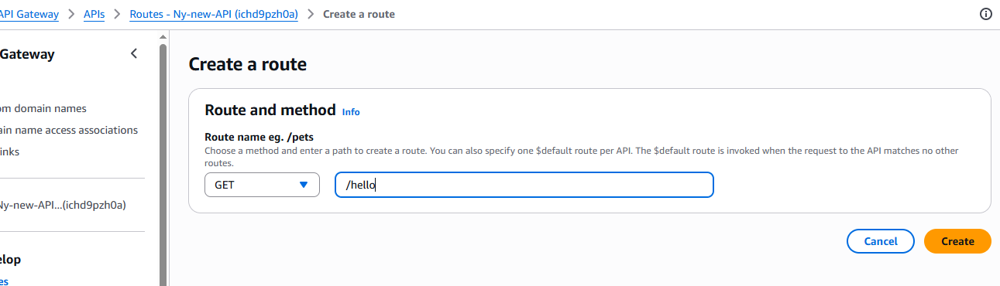 API Gateway > APIs > Routes - Ny-new-API (ichd9pzh0a) > Create a route
Gateway
om domain names
ain name access associations
inks
Ny-new-API...(ichd9pzh0a)
elop
es
Create a route
Route and method Info
Route name eg. /pets
Choose a method and enter a path to create a route. You can also specify one $default route per API. The $default route is invoked when the request to the API matches no other
routes.
GET
/hello
Cancel
Create